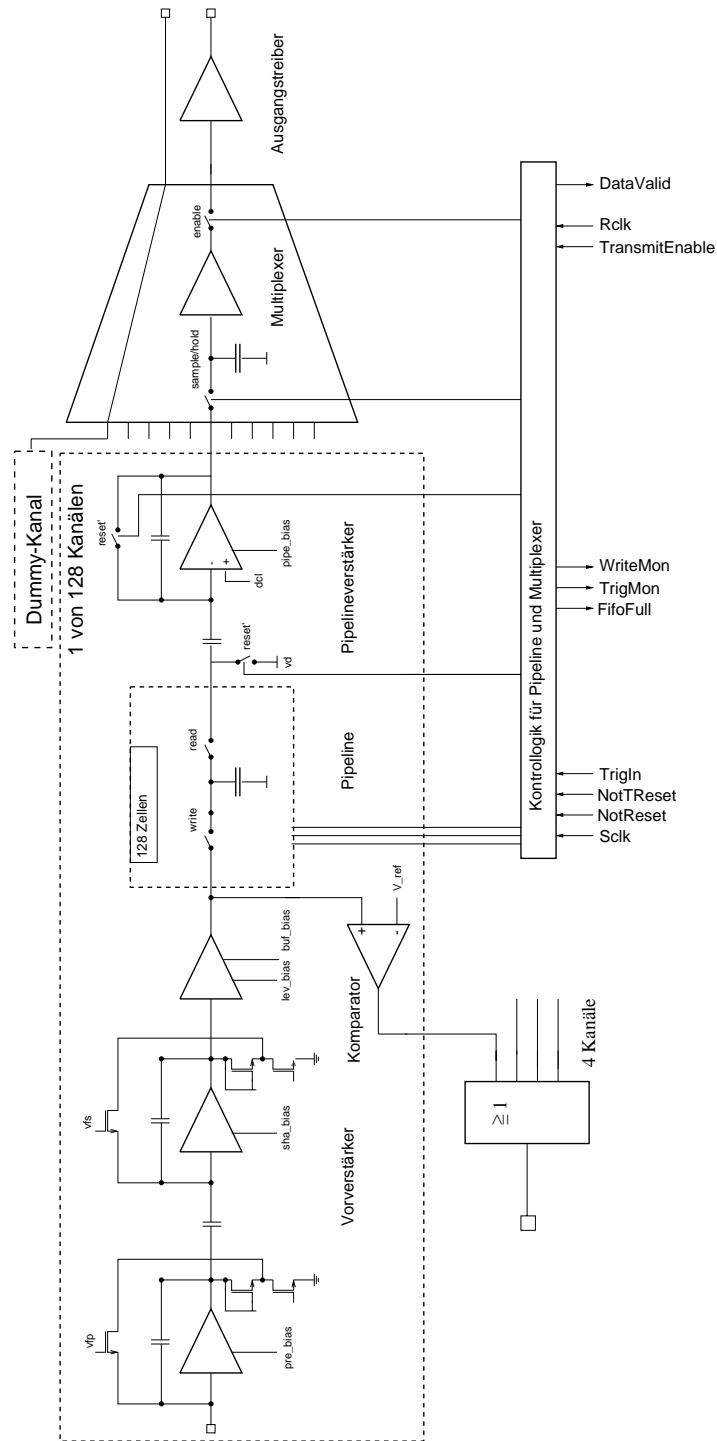 Ausgangstreiber
enable
Multiplexer
sample/hold
Dummy-Kanal
1 von 128 Kanälen
reset'
pipe_bias
dcl
-
+
Pipelineverstärker
reset'
vd
read
write
128 Zellen
Pipeline
buf_bias
lev_bias
V_ref
+
-
Komparator
vfs
sha_bias
Vorverstärker
vfp
pre_bias
≥ 1
4 Kanäle
Kontrollogik für Pipeline und Multiplexer
DataValid
Rclk
TransmitEnable
WriteMon
TrigMon
FifoFull
TrigIn
NotTReset
NotReset
Sclk